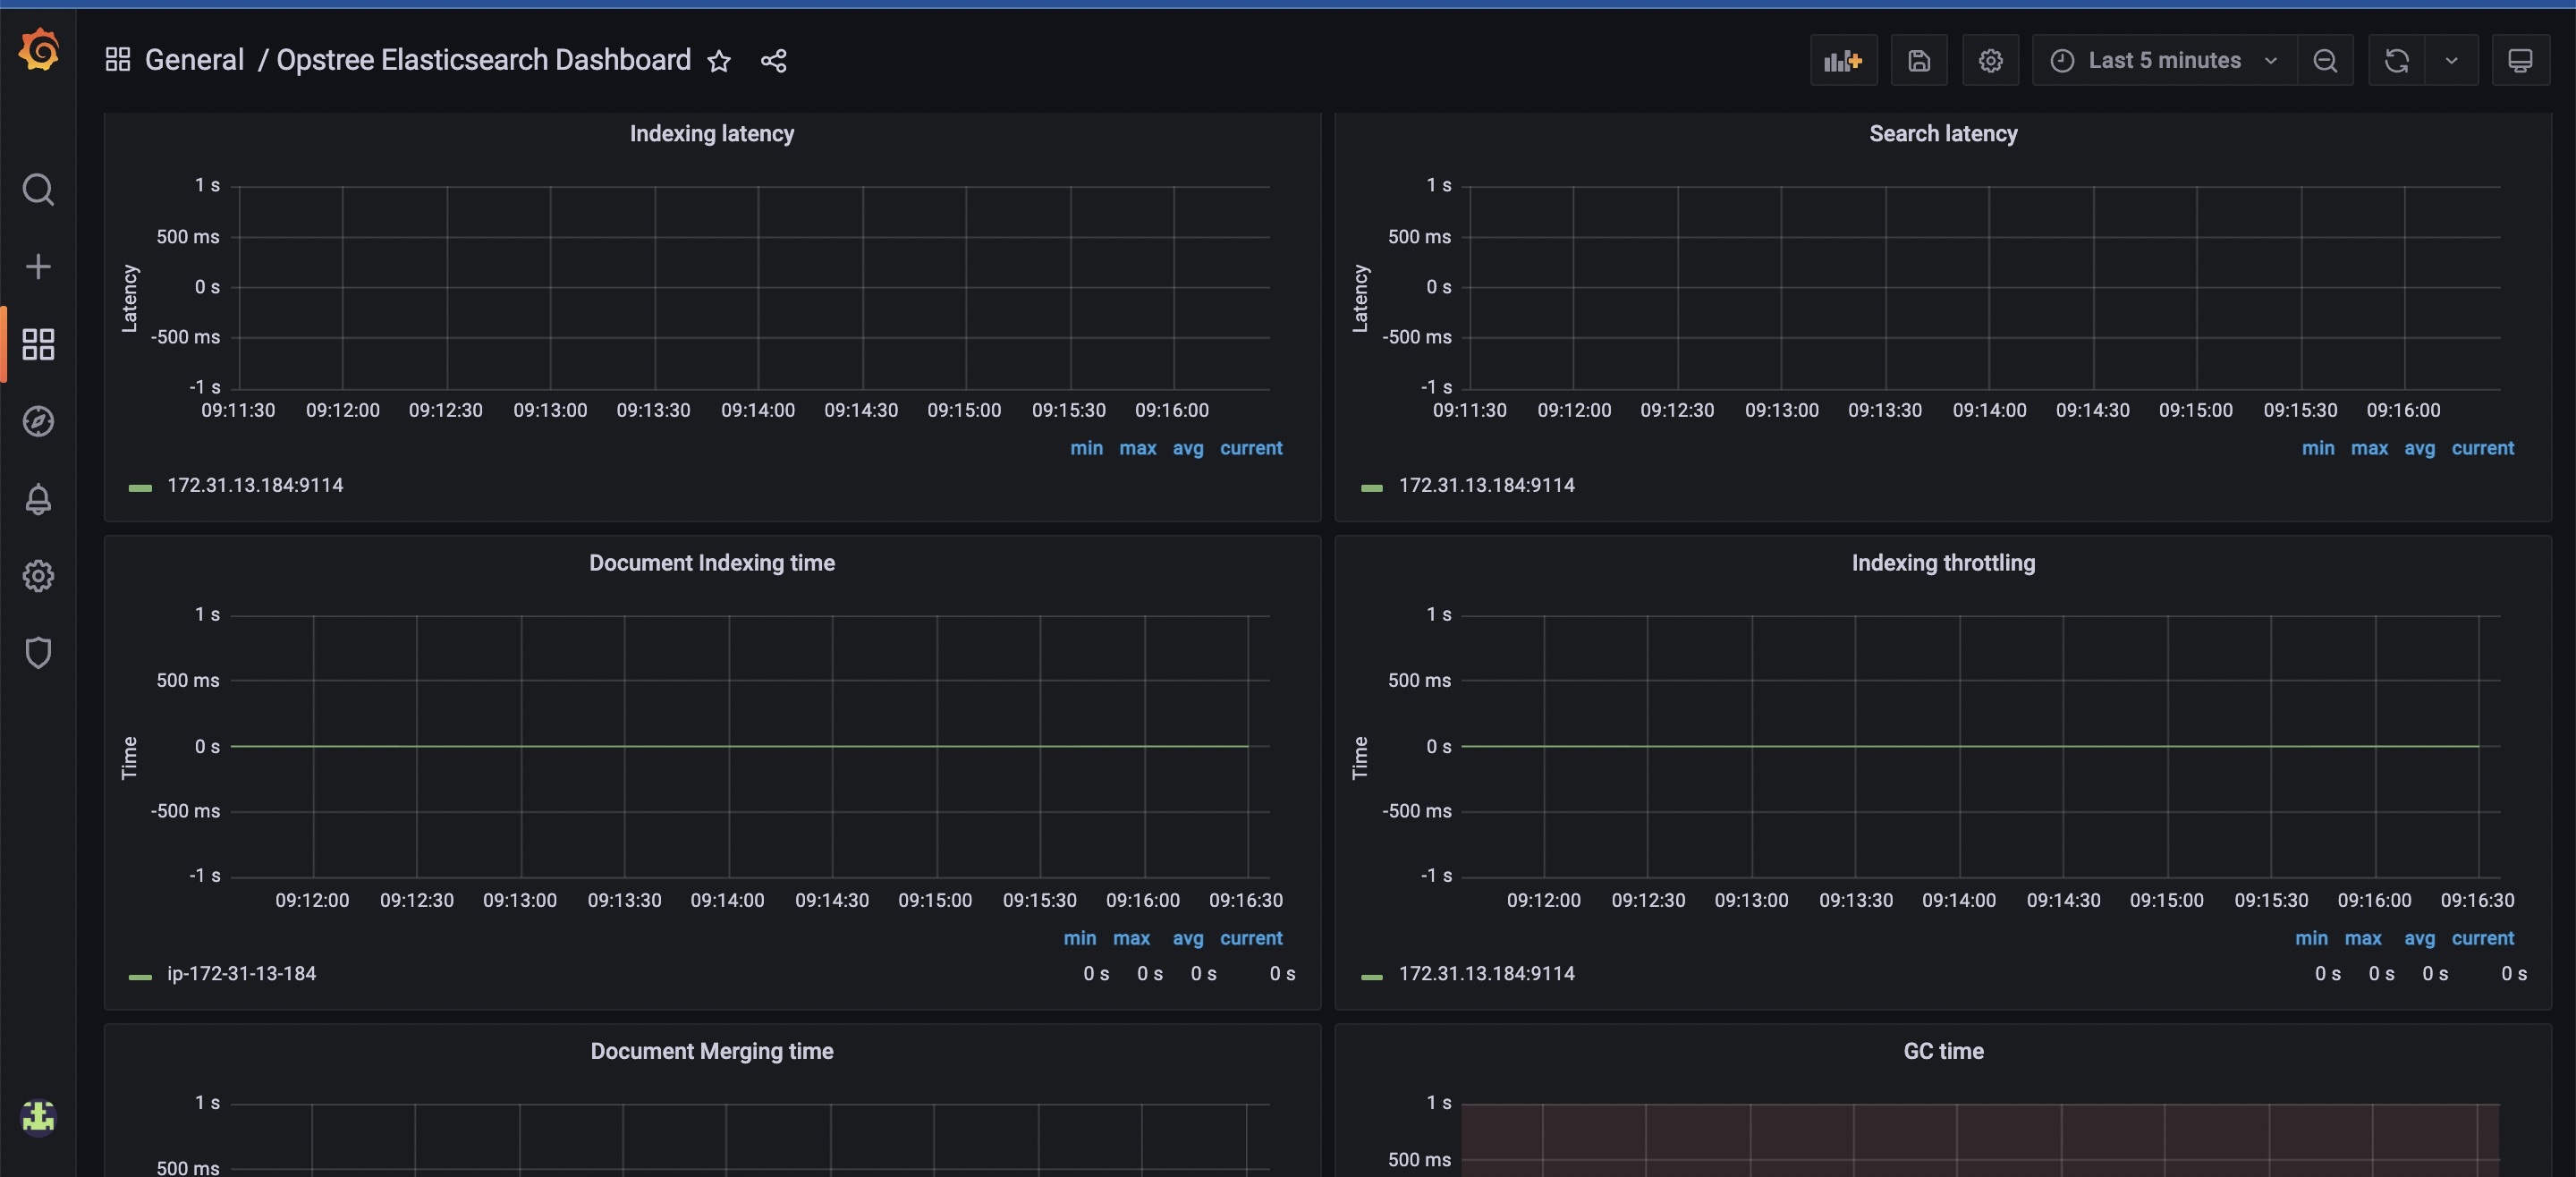 General / Opstree Elasticsearch Dashboard
Last 5 minutes
Indexing latency
1 s
500 ms
0 s
-500 ms
-1 s
Latency
09:11:30 09:12:00 09:12:30 09:13:00 09:13:30 09:14:00 09:14:30 09:15:00 09:15:30 09:16:00
min max avg current
172.31.13.184:9114
Search latency
1 s
500 ms
0 s
-500 ms
-1 s
Latency
09:11:30 09:12:00 09:12:30 09:13:00 09:13:30 09:14:00 09:14:30 09:15:00 09:15:30 09:16:00
min max avg current
172.31.13.184:9114
Document Indexing time
1 s
500 ms
0 s
-500 ms
-1 s
Time
09:12:00 09:12:30 09:13:00 09:13:30 09:14:00 09:14:30 09:15:00 09:15:30 09:16:00 09:16:30
min max avg current
ip-172-31-13-184 0 s 0 s 0 s 0 s
Indexing throttling
1 s
500 ms
0 s
-500 ms
-1 s
Time
09:12:00 09:12:30 09:13:00 09:13:30 09:14:00 09:14:30 09:15:00 09:15:30 09:16:00 09:16:30
min max avg current
172.31.13.184:9114 0 s 0 s 0 s 0 s
Document Merging time
1 s
500 ms
GC time
1 s
500 ms